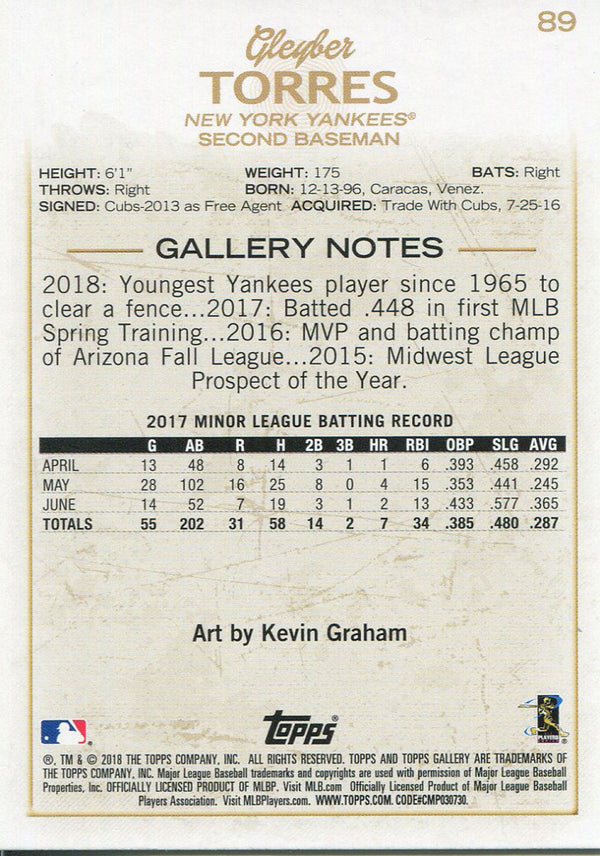 89
Gleyber
TORRES
NEW YORK YANKEES®
SECOND BASEMAN
HEIGHT: 6'1" WEIGHT: 175 BATS: Right
THROWS: Right BORN: 12-13-96, Caracas, Venez.
SIGNED: Cubs-2013 as Free Agent ACQUIRED: Trade With Cubs, 7-25-16
GALLERY NOTES
2018: Youngest Yankees player since 1965 to
clear a fence...2017: Batted .448 in first MLB
Spring Training...2016: MVP and batting champ
of Arizona Fall League...2015: Midwest League
Prospect of the Year.
2017 MINOR LEAGUE BATTING RECORD
G AB R H 2B 3B HR RBI OBP SLG AVG
APRIL 13 48 8 14 3 1 1 6 .393 .458 .292
MAY 28 102 16 25 8 0 4 15 .353 .441 .245
JUNE 14 52 7 19 3 1 2 13 .433 .577 .365
TOTALS 55 202 31 58 14 2 7 34 .385 .480 .287
Art by Kevin Graham
topps®
PLAYERS
®, TM & © 2018 THE TOPPS COMPANY, INC. ALL RIGHTS RESERVED. TOPPS AND TOPPS GALLERY ARE TRADEMARKS OF
THE TOPPS COMPANY, INC. Major League Baseball trademarks and copyrights are used with permission of Major League Baseball
Properties, Inc. OFFICIALLY LICENSED PRODUCT OF MLBP. Visit MLB.com Officially Licensed Product of Major League Baseball
Players Association. Visit MLBPlayers.com. WWW.TOPPS.COM. CODE#CMP030730.